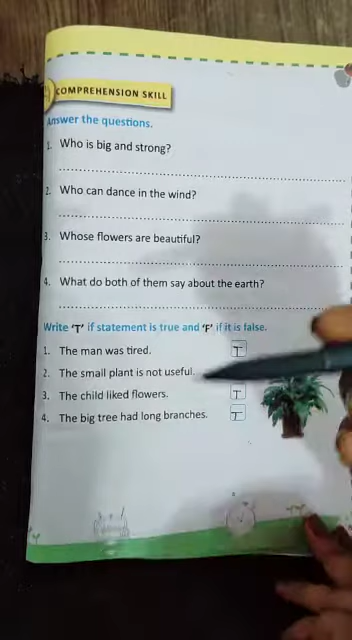 COMPREHENSION SKILL
Answer the questions.
1. Who is big and strong?
2. Who can dance in the wind?
3. Whose flowers are beautiful?
4. What do both of them say about the earth?
Write 'T' if statement is true and 'F' if it is false.
1. The man was tired. T
2. The small plant is not useful.
3. The child liked flowers. T
4. The big tree had long branches. T